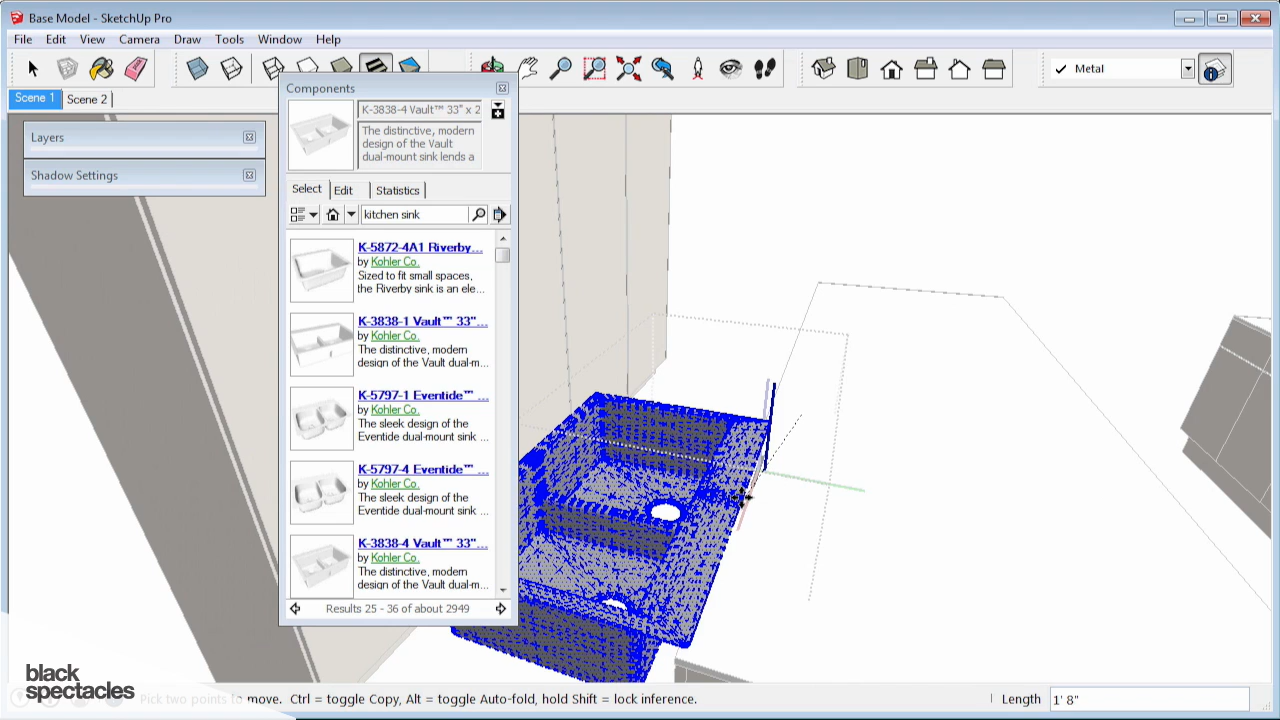 Base Model - SketchUp Pro
File Edit View Camera Draw Tools Window Help
Metal
Scene 1 Scene 2
Layers
Shadow Settings
Components
K-3838-4 Vault™ 33" x 2
The distinctive, modern
design of the Vault
dual-mount sink lends a
Select Edit Statistics
kitchen sink
K-5872-4A1 Riverby...
by Kohler Co.
Sized to fit small spaces,
the Riverby sink is an ele...
K-3838-1 Vault™ 33"...
by Kohler Co.
The distinctive, modern
design of the Vault dual-m...
K-5797-1 Eventide™ ...
by Kohler Co.
The sleek design of the
Eventide dual-mount sink ...
K-5797-4 Eventide™ ...
by Kohler Co.
The sleek design of the
Eventide dual-mount sink ...
K-3838-4 Vault™ 33"...
by Kohler Co.
The distinctive, modern
design of the Vault dual-m...
Results 25 - 36 of about 2949
black
spectacles
Pick two points to move. Ctrl = toggle Copy, Alt = toggle Auto-fold, hold Shift = lock inference.
Length 1' 8"